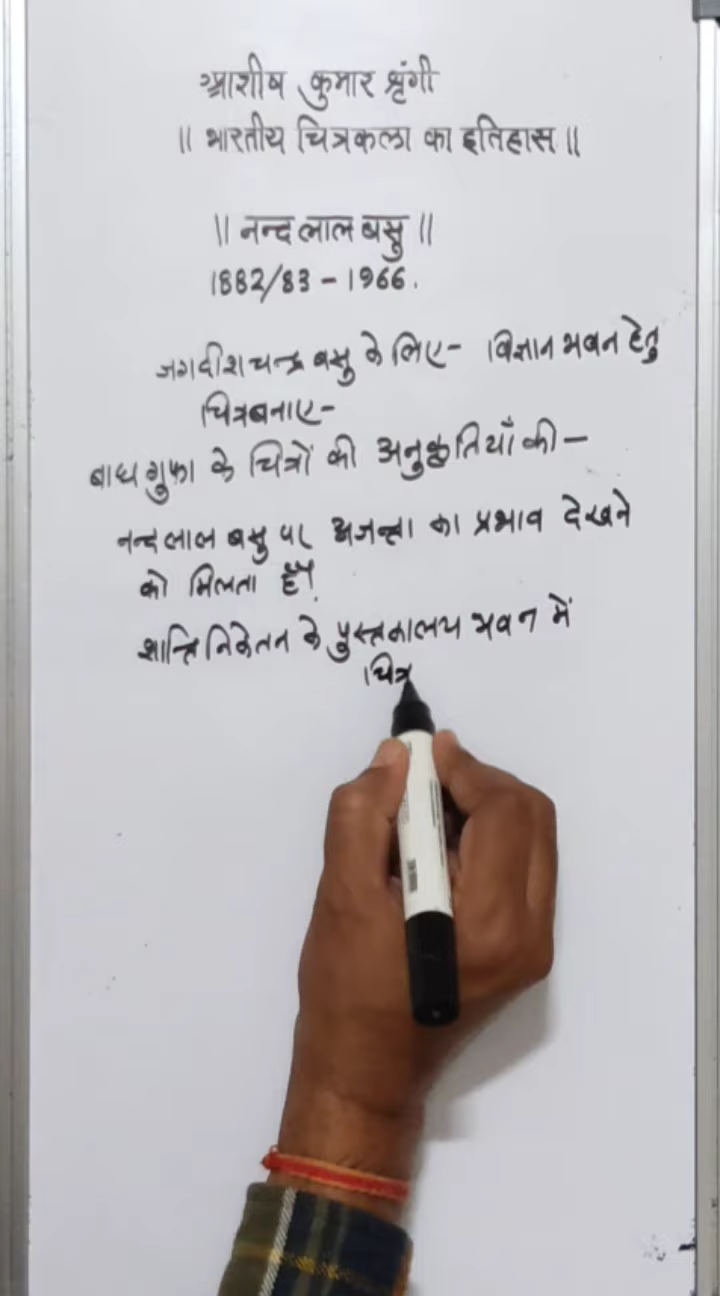 आशीष कुमार श्रृंगी
॥ भारतीय चित्रकला का इतिहास ॥
॥ नन्दलाल बसु ॥
1882/83 - 1966.
जगदीश चन्द्र बसु के लिए- विज्ञान भवन हेतु
चित्र बनाए-
बाघ गुफा के चित्रों की अनुकृतियाँ की-
नन्दलाल बसु पर अजन्ता का प्रभाव देखने
को मिलता हैं।
शान्ति निकेतन के पुस्तकालय भवन में
चित्र